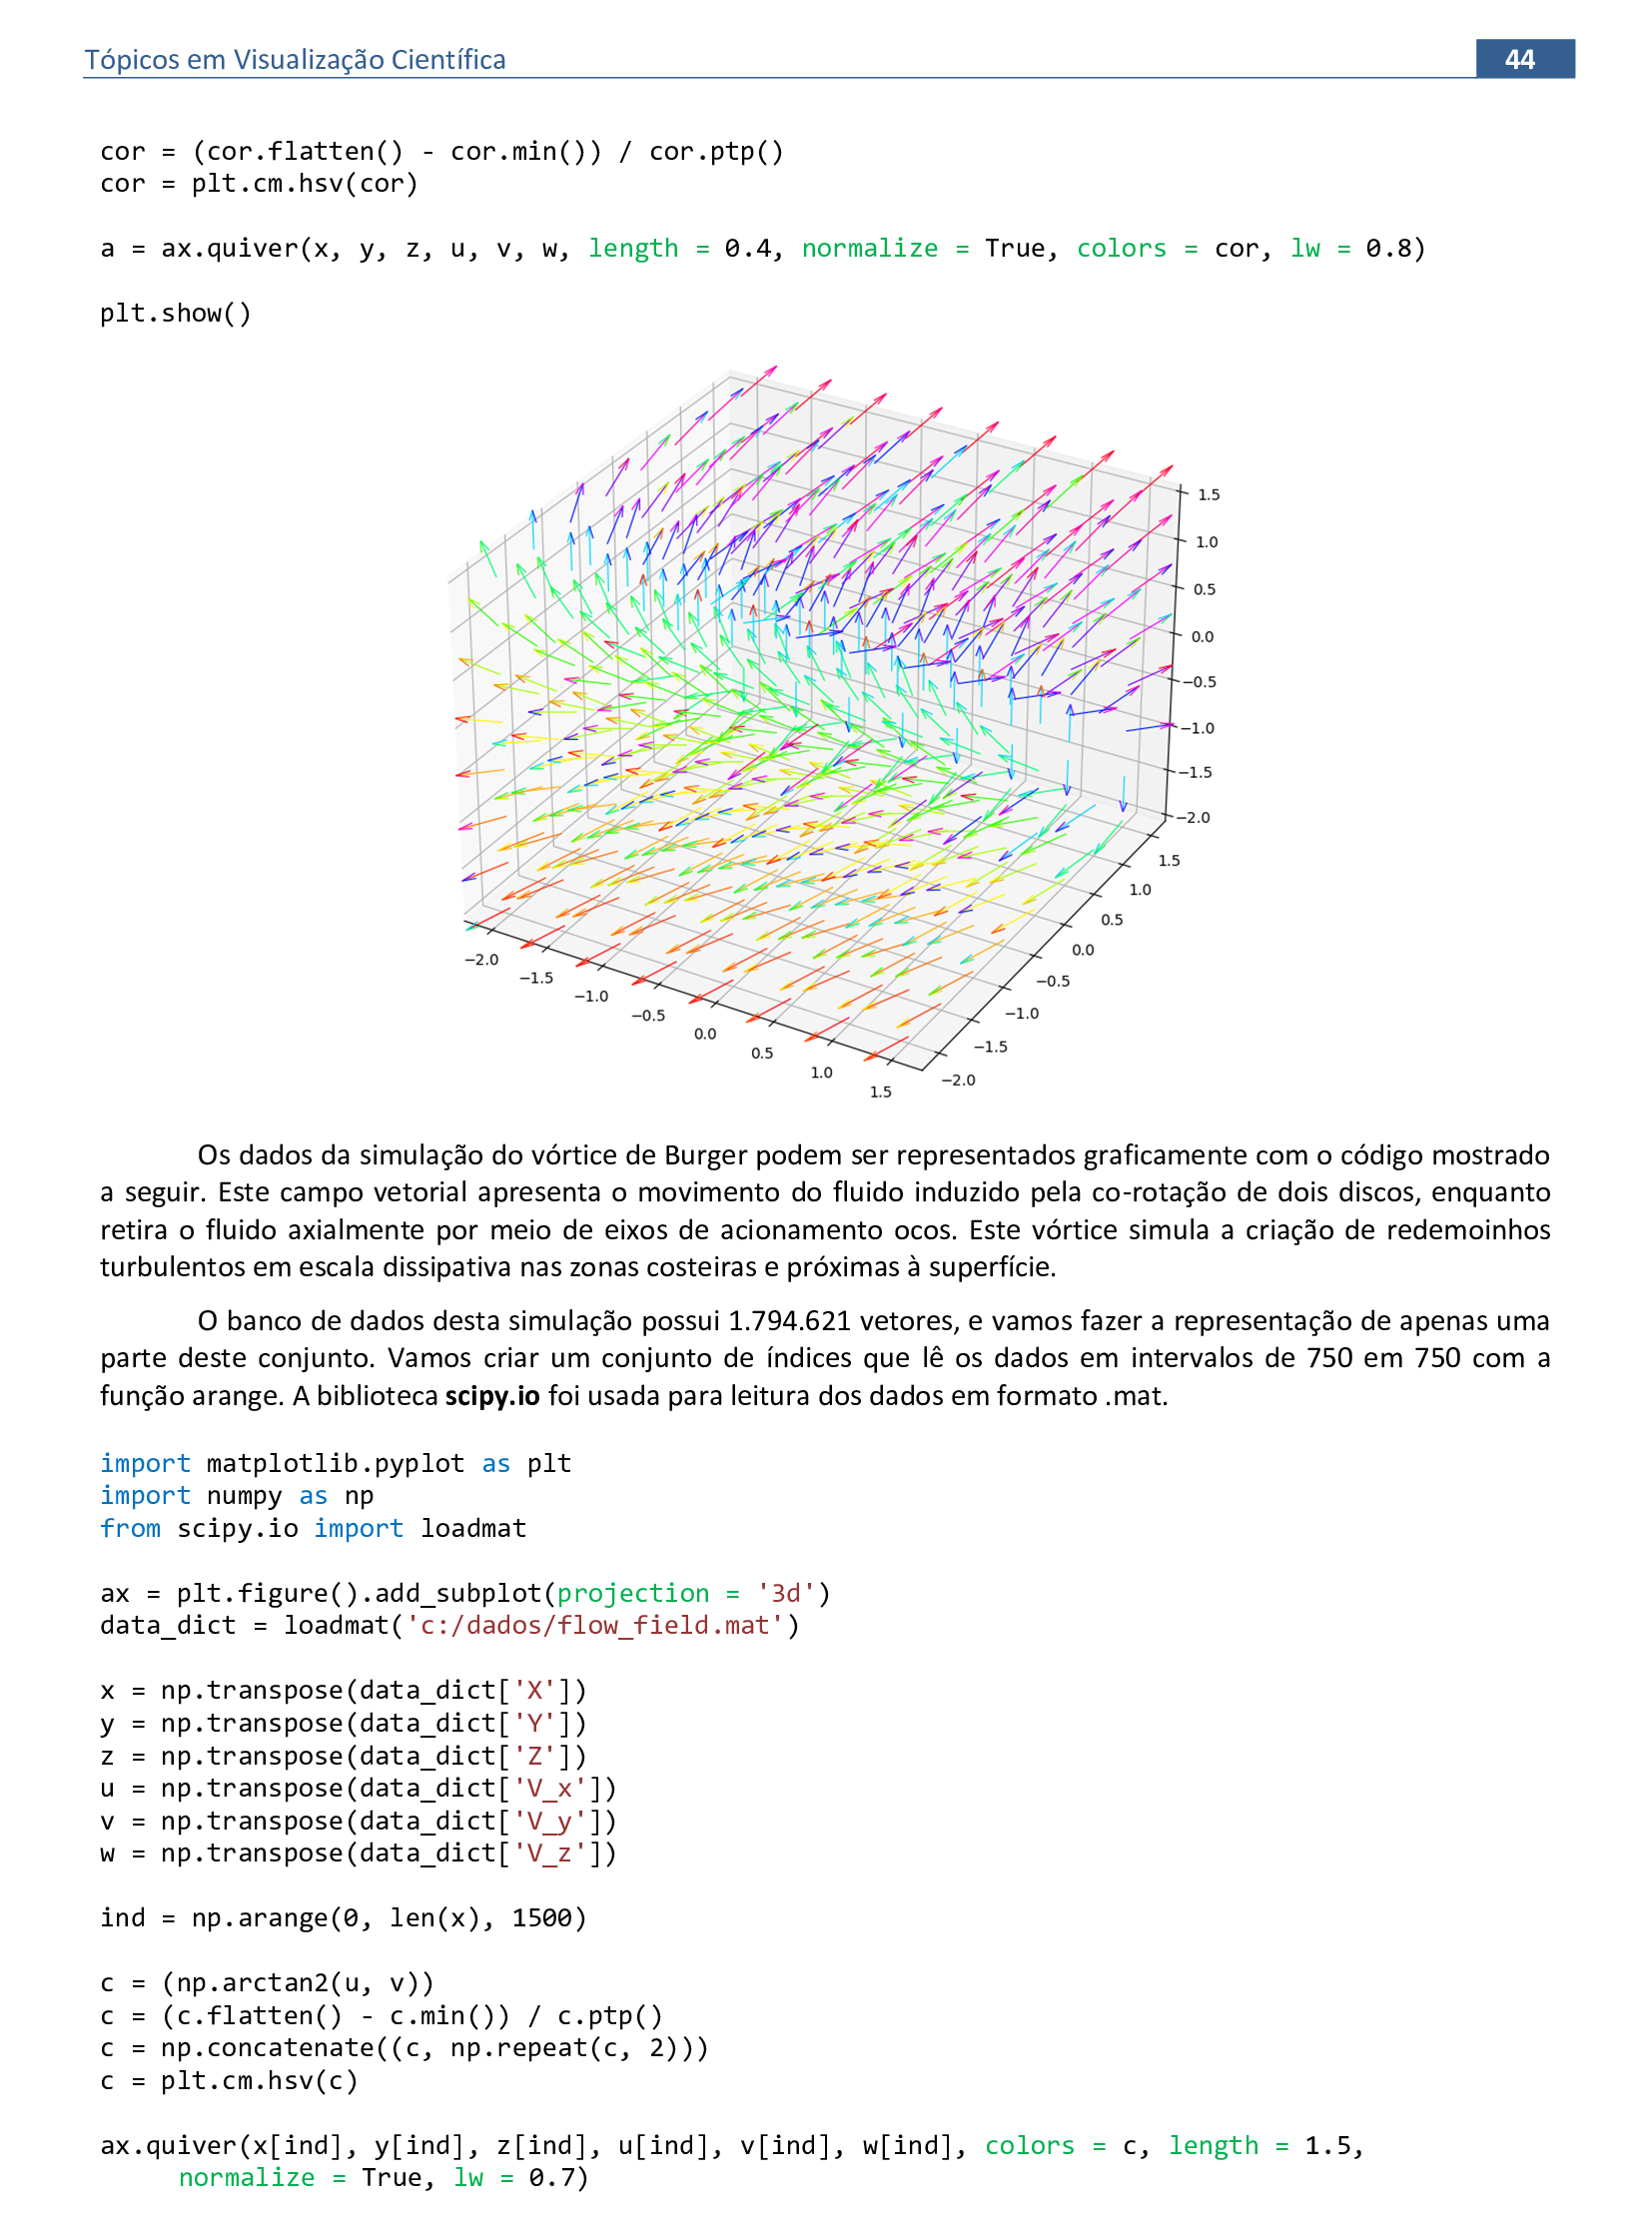 Tópicos em Visualização Científica
44
cor = (cor.flatten() - cor.min()) / cor.ptp()
cor = plt.cm.hsv(cor)
a = ax.quiver(x, y, z, u, v, w, length = 0.4, normalize = True, colors = cor, lw = 0.8)
plt.show()
1.5
1.0
0.5
0.0
−0.5
−1.0
−1.5
−2.0
1.5
1.0
0.5
0.0
−0.5
−1.0
−1.5
−2.0
−2.0
−1.5
−1.0
−0.5
0.0
0.5
1.0
1.5
Os dados da simulação do vórtice de Burger podem ser representados graficamente com o código mostrado
a seguir. Este campo vetorial apresenta o movimento do fluido induzido pela co-rotação de dois discos, enquanto
retira o fluido axialmente por meio de eixos de acionamento ocos. Este vórtice simula a criação de redemoinhos
turbulentos em escala dissipativa nas zonas costeiras e próximas à superfície.
O banco de dados desta simulação possui 1.794.621 vetores, e vamos fazer a representação de apenas uma
parte deste conjunto. Vamos criar um conjunto de índices que lê os dados em intervalos de 750 em 750 com a
função arange. A biblioteca scipy.io foi usada para leitura dos dados em formato .mat.
import matplotlib.pyplot as plt
import numpy as np
from scipy.io import loadmat
ax = plt.figure().add_subplot(projection = '3d')
data_dict = loadmat('c:/dados/flow_field.mat')
x = np.transpose(data_dict['X'])
y = np.transpose(data_dict['Y'])
z = np.transpose(data_dict['Z'])
u = np.transpose(data_dict['V_x'])
v = np.transpose(data_dict['V_y'])
w = np.transpose(data_dict['V_z'])
ind = np.arange(0, len(x), 1500)
c = (np.arctan2(u, v))
c = (c.flatten() - c.min()) / c.ptp()
c = np.concatenate((c, np.repeat(c, 2)))
c = plt.cm.hsv(c)
ax.quiver(x[ind], y[ind], z[ind], u[ind], v[ind], w[ind], colors = c, length = 1.5,
normalize = True, lw = 0.7)